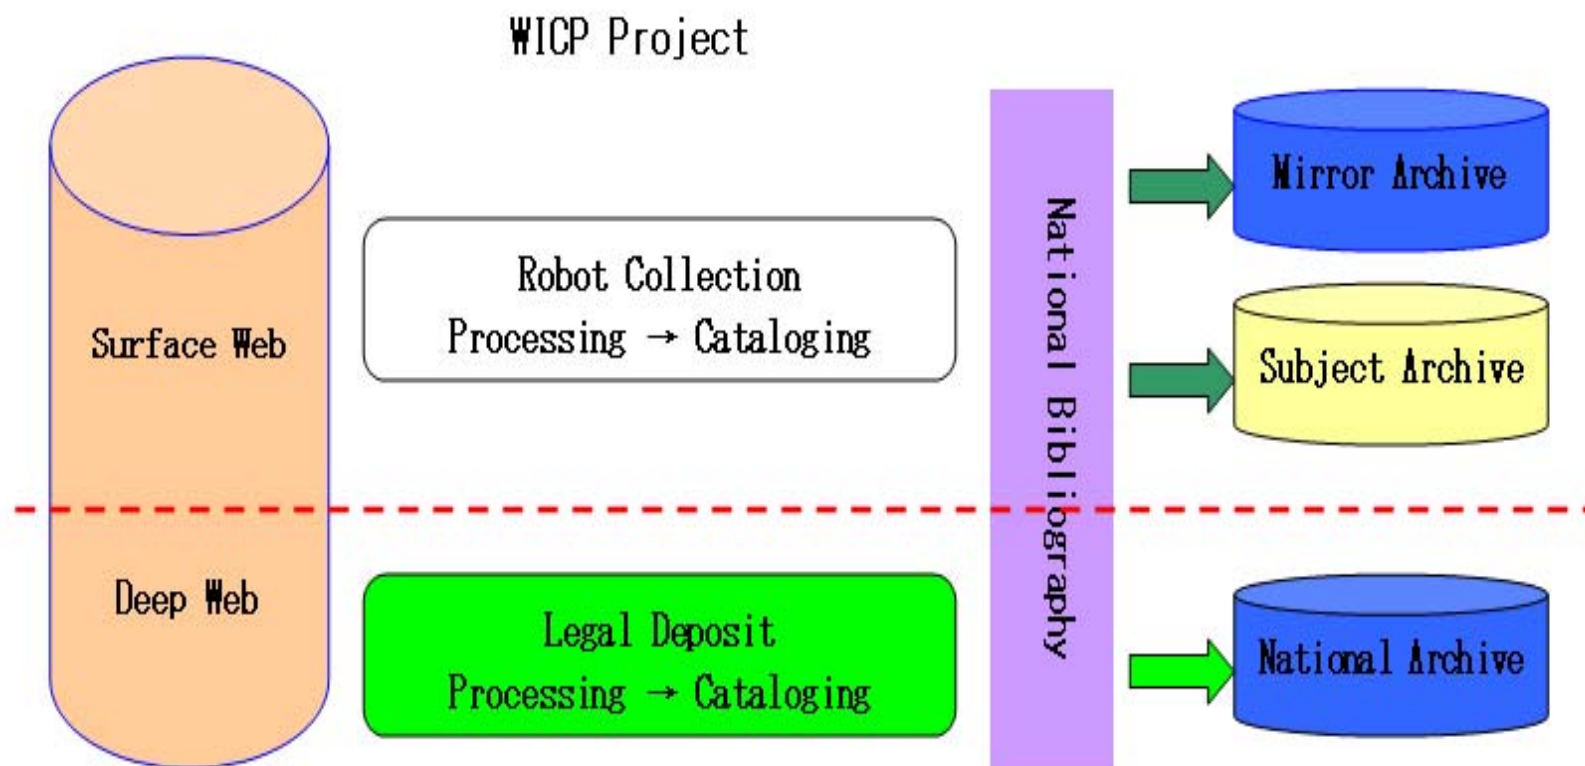 WICP Project
Surface Web
Deep Web
Robot Collection
Processing → Cataloging
Legal Deposit
Processing → Cataloging
National Bibliography
Mirror Archive
Subject Archive
National Archive